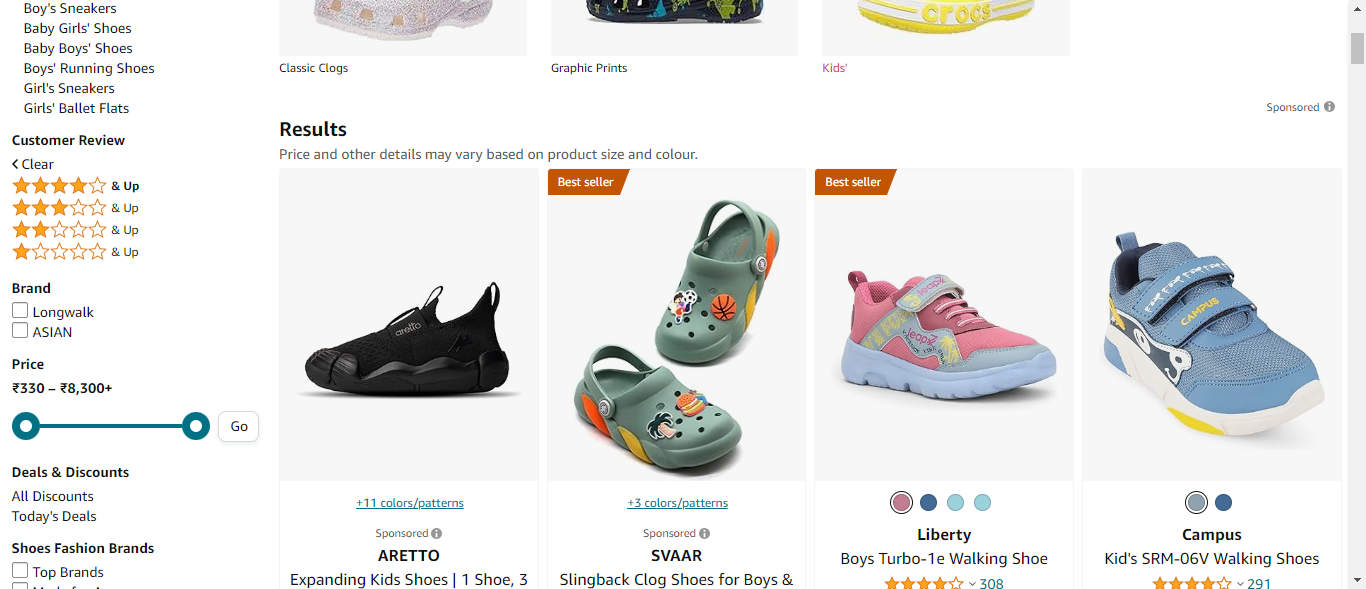 Boy's Sneakers
Baby Girls' Shoes
Baby Boys' Shoes
Boys' Running Shoes
Girl's Sneakers
Girls' Ballet Flats
Customer Review
Clear
& Up
& Up
& Up
& Up
Brand
Longwalk
ASIAN
Price
₹330 – ₹8,300+
Go
Deals & Discounts
All Discounts
Today's Deals
Shoes Fashion Brands
Top Brands
crocs
Classic Clogs
Graphic Prints
Kids'
Sponsored
Results
Price and other details may vary based on product size and colour.
aretto
+11 colors/patterns
Sponsored
ARETTO
Expanding Kids Shoes | 1 Shoe, 3
Best seller
+3 colors/patterns
Sponsored
SVAAR
Slingback Clog Shoes for Boys &
Best seller
leap7x
leap7x
Liberty
Boys Turbo-1e Walking Shoe
308
CAMPUS
Campus
Kid's SRM-06V Walking Shoes
291